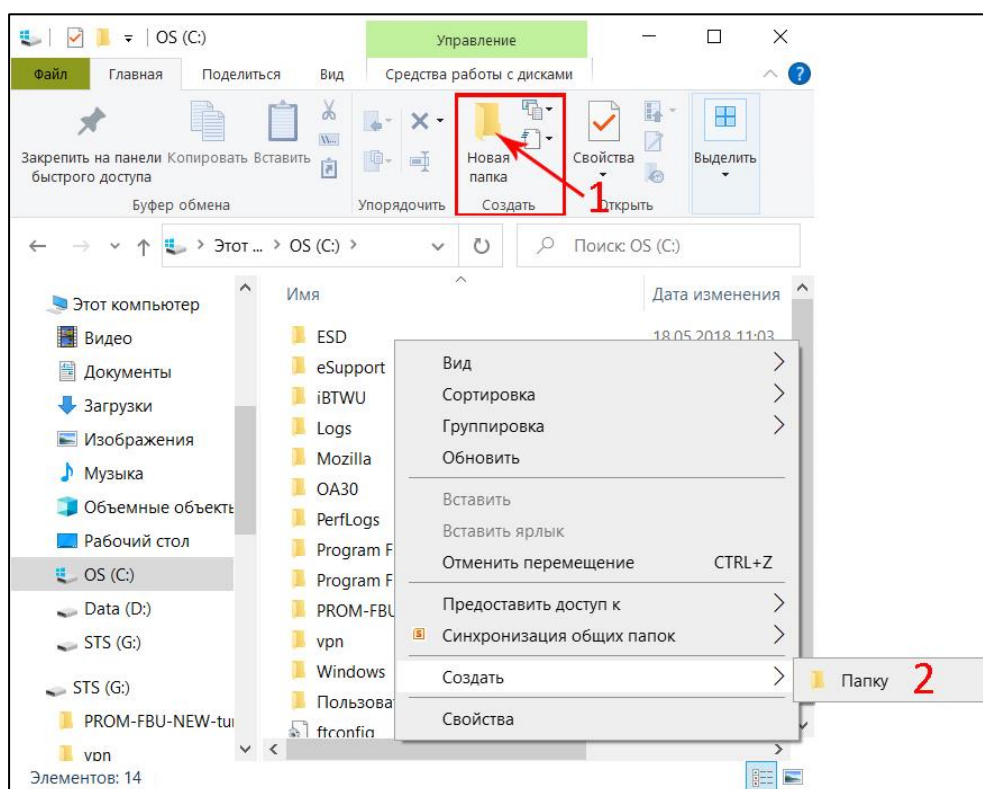 OS (C:)
Управление
Файл Главная Поделиться Вид Средства работы с дисками
Закрепить на панели быстрого доступа
Копировать
Вставить
Новая папка
Свойства
Выделить
Буфер обмена Упорядочить Создать Открыть
1
Этот ... > OS (C:) >
Поиск: OS (C:)
Имя
Дата изменения
Этот компьютер
Видео
Документы
Загрузки
Изображения
Музыка
Объемные объекты
Рабочий стол
OS (C:)
Data (D:)
STS (G:)
STS (G:)
PROM-FBU-NEW-tu
vpn
ESD 18.05.2018 11:03
eSupport
iBTWU
Logs
Mozilla
OA30
PerfLogs
Program F
Program F
PROM-FBU
vpn
Windows
Пользова
ftconfig
Вид
Сортировка
Группировка
Обновить
Вставить
Вставить ярлык
Отменить перемещение CTRL+Z
Предоставить доступ к
Синхронизация общих папок
Создать
Свойства
Папку 2
Элементов: 14